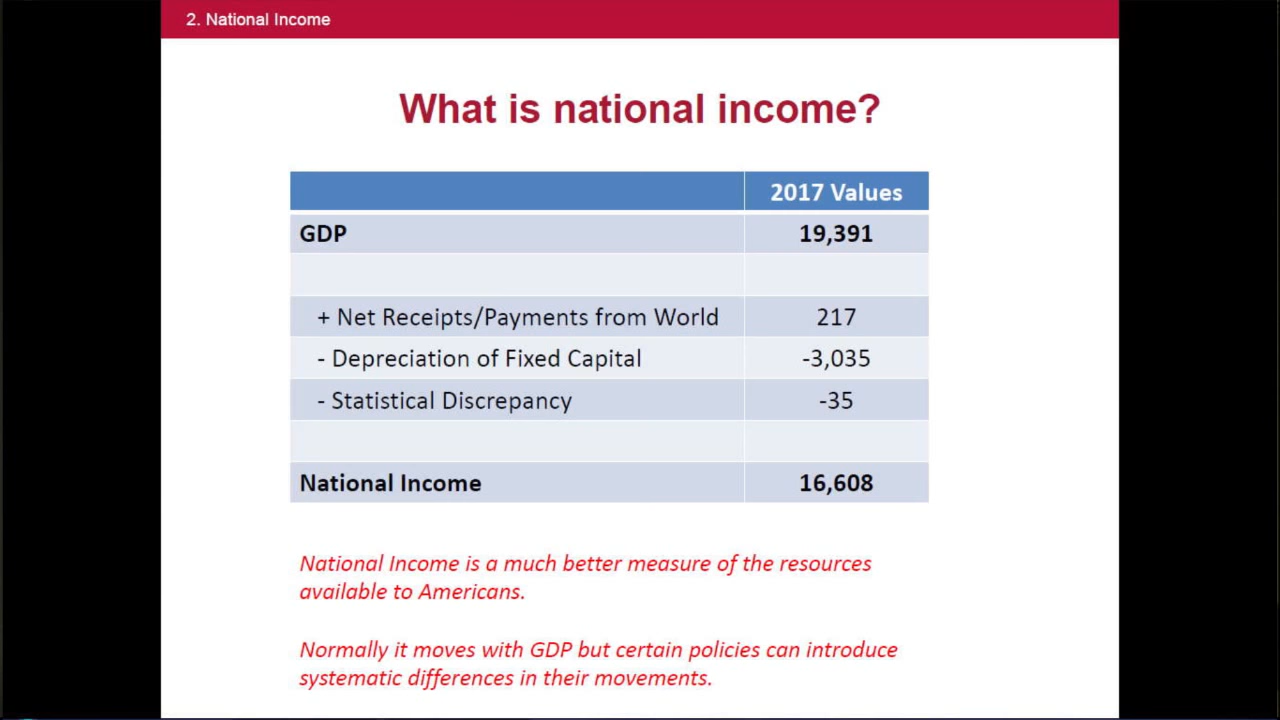 2. National Income
What is national income?
2017 Values
GDP 19,391
+ Net Receipts/Payments from World 217
- Depreciation of Fixed Capital -3,035
- Statistical Discrepancy -35
National Income 16,608
National Income is a much better measure of the resources
available to Americans.
Normally it moves with GDP but certain policies can introduce
systematic differences in their movements.